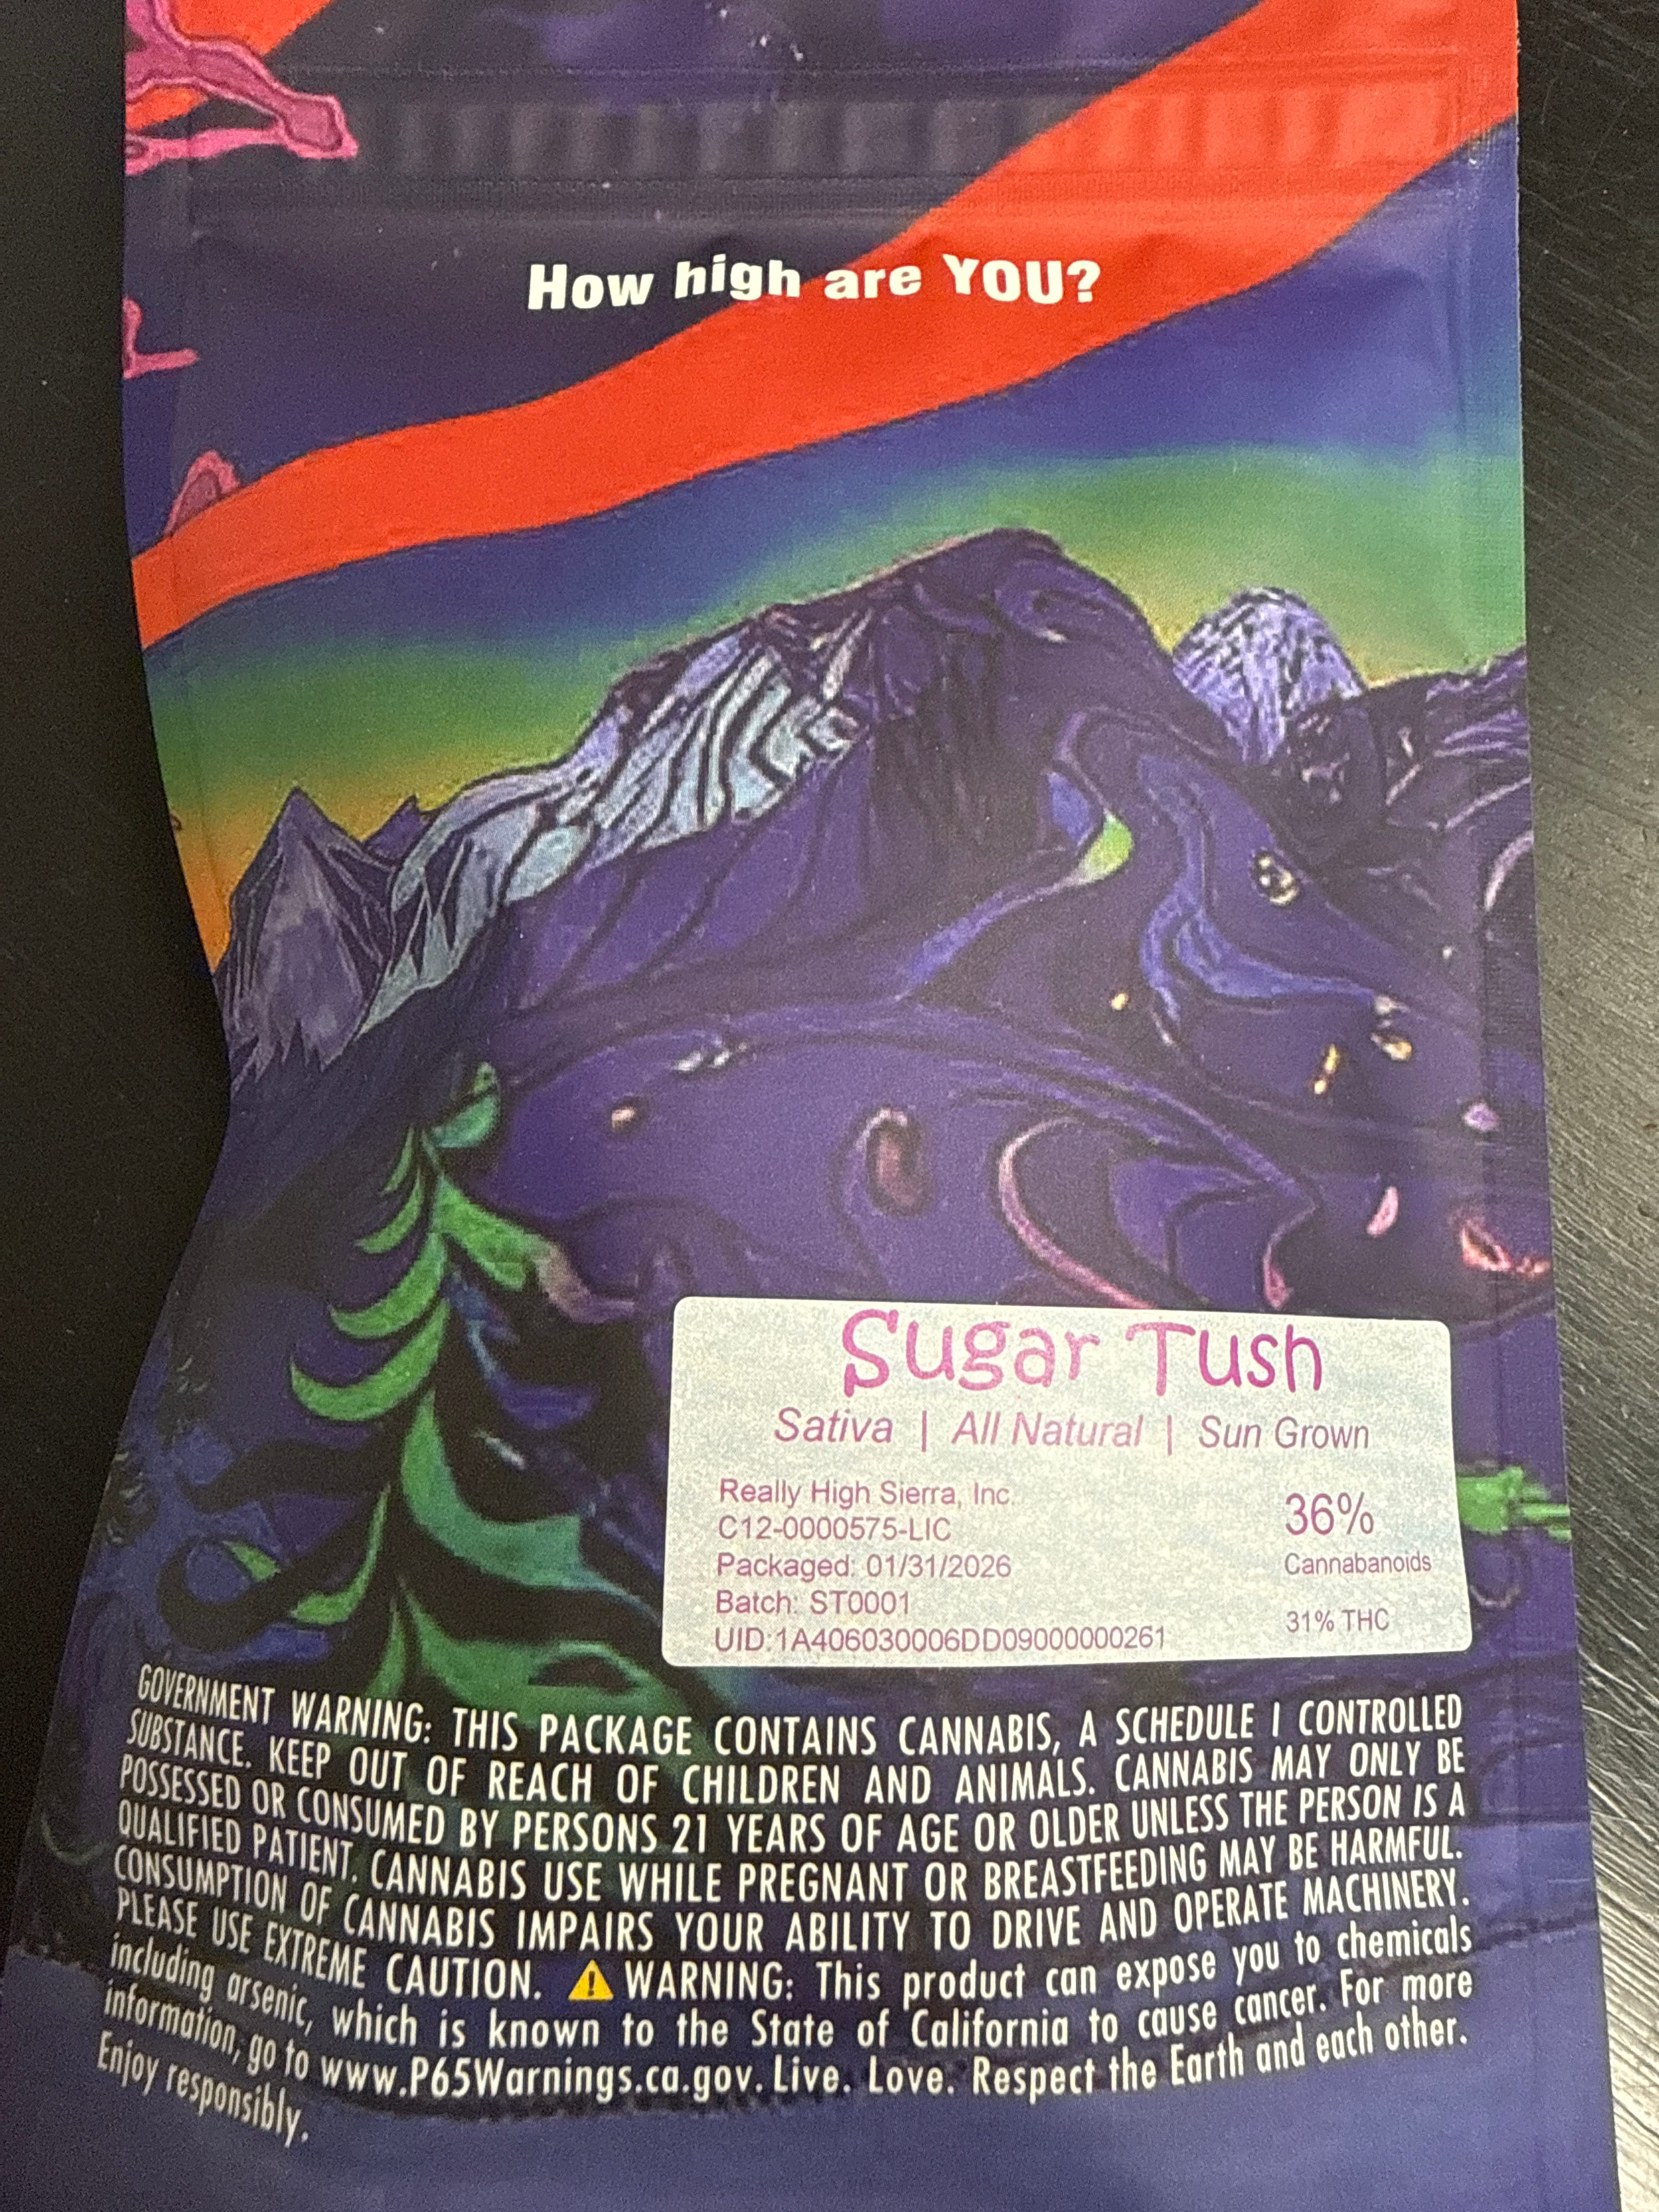 How high are YOU?
Sugar Tush
Sativa | All Natural | Sun Grown
Really High Sierra, Inc.
C12-0000575-LIC
Packaged: 01/31/2026
Batch: ST0001
UID:1A406030006DD09000000261
36%
Cannabanoids
31% THC
GOVERNMENT WARNING: THIS PACKAGE CONTAINS CANNABIS, A SCHEDULE I CONTROLLED
SUBSTANCE. KEEP OUT OF REACH OF CHILDREN AND ANIMALS. CANNABIS MAY ONLY BE
POSSESSED OR CONSUMED BY PERSONS 21 YEARS OF AGE OR OLDER UNLESS THE PERSON IS A
QUALIFIED PATIENT. CANNABIS USE WHILE PREGNANT OR BREASTFEEDING MAY BE HARMFUL.
CONSUMPTION OF CANNABIS IMPAIRS YOUR ABILITY TO DRIVE AND OPERATE MACHINERY.
PLEASE USE EXTREME CAUTION. ⚠ WARNING: This product can expose you to chemicals
including arsenic, which is known to the State of California to cause cancer. For more
information, go to www.P65Warnings.ca.gov. Live. Love. Respect the Earth and each other.
Enjoy responsibly.